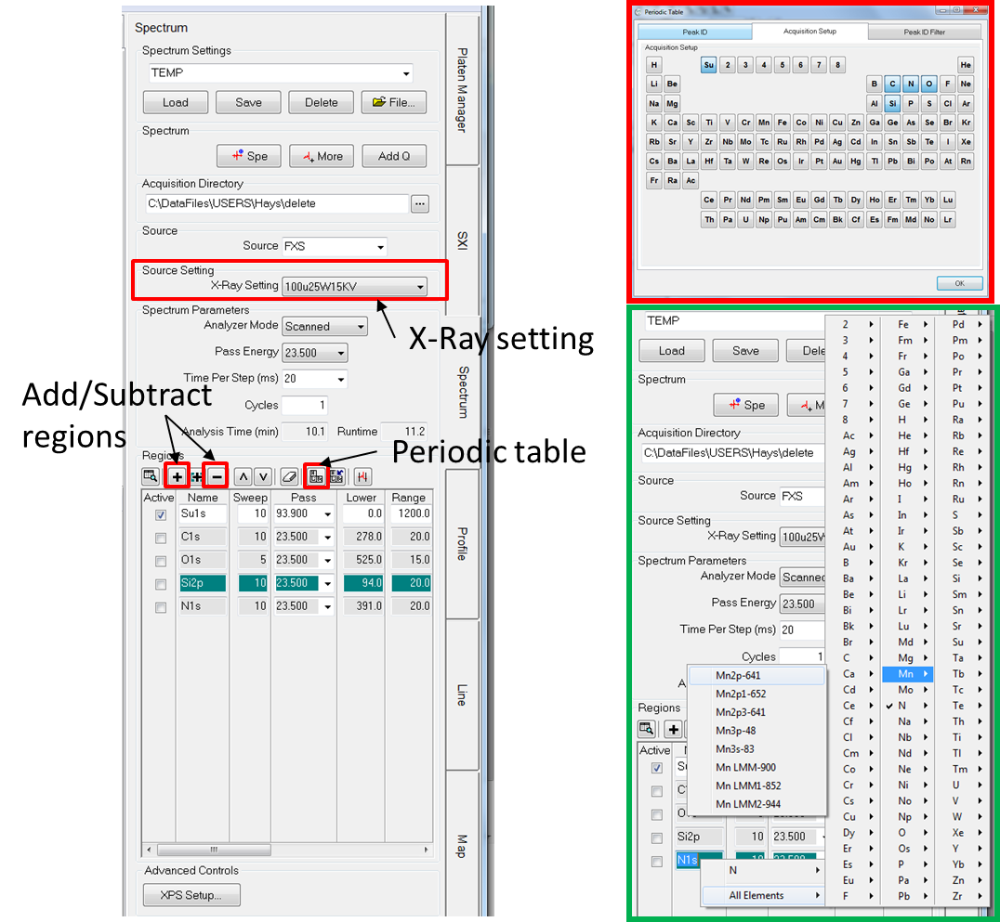 Spectrum
Spectrum Settings
TEMP
Load Save Delete File...
Spectrum
Spe More Add Q
Acquisition Directory
C:\DataFiles\USERS\Hays\delete ...
Source
Source FXS
Source Setting
X-Ray Setting 100u25W15KV
Spectrum Parameters
Analyzer Mode Scanned
Pass Energy 23.500
Time Per Step (ms) 20
Cycles 1
Analysis Time (min) 10.1 Runtime 11.2
Regions
Active Name Sweep Pass Lower Range
Su1s 10 93.900 0.0 1200.0
C1s 10 23.500 278.0 20.0
O1s 5 23.500 525.0 15.0
Si2p 10 23.500 94.0 20.0
N1s 10 23.500 391.0 20.0
Advanced Controls
XPS Setup...
Platen Manager
SXI
Spectrum
Profile
Line
Map
X-Ray setting
Add/Subtract
regions
Periodic table
Periodic Table
Peak ID Acquisition Setup Peak ID Filter
Acquisition Setup
H Su 2 3 4 5 6 7 8 He
Li Be B C N O F Ne
Na Mg Al Si P S Cl Ar
K Ca Sc Ti V Cr Mn Fe Co Ni Cu Zn Ga Ge As Se Br Kr
Rb Sr Y Zr Nb Mo Tc Ru Rh Pd Ag Cd In Sn Sb Te I Xe
Cs Ba La Hf Ta W Re Os Ir Pt Au Hg Tl Pb Bi Po At Rn
Fr Ra Ac
Ce Pr Nd Pm Sm Eu Gd Tb Dy Ho Er Tm Yb Lu
Th Pa U Np Pu Am Cm Bk Cf Es Fm Md No Lr
OK
TEMP
Load Save Dele
Spectrum
Spe M
Acquisition Directory
C:\DataFiles\USERS\Hays\delete
Source
Source FXS
Source Setting
X-Ray Setting 100u25W
Spectrum Parameters
Analyzer Mode Scanned
Pass Energy 23.500
Time Per Step (ms) 20
Cycles 1
A
Regions
Active
Si2p 10 23.500
N1s 10 23.500
Mn2p-641
Mn2p1-652
Mn2p3-641
Mn3p-48
Mn3s-83
Mn LMM-900
Mn LMM1-852
Mn LMM2-944
N
All Elements
2 Fe Pd
3 Fm Pm
4 Fr Po
5 Ga Pr
6 Gd Pt
7 Ge Pu
8 H Ra
Ac He Rb
Ag Hf Re
Al Hg Rh
Am Ho Rn
Ar I Ru
As In S
At Ir Sb
Au K Sc
B Kr Se
Ba La Si
Be Li Sm
Bi Lr Sn
Bk Lu Sr
Br Md Su
C Mg Ta
Ca Mn Tb
Cd Mo Tc
Ce N Te
Cf Na Th
Cl Nb Ti
Cm Nd Tl
Co Ne Tm
Cr Ni U
Cs No V
Cu Np W
Dy O Xe
Er Os Y
Es P Yb
Eu Pa Zn
F Pb Zr